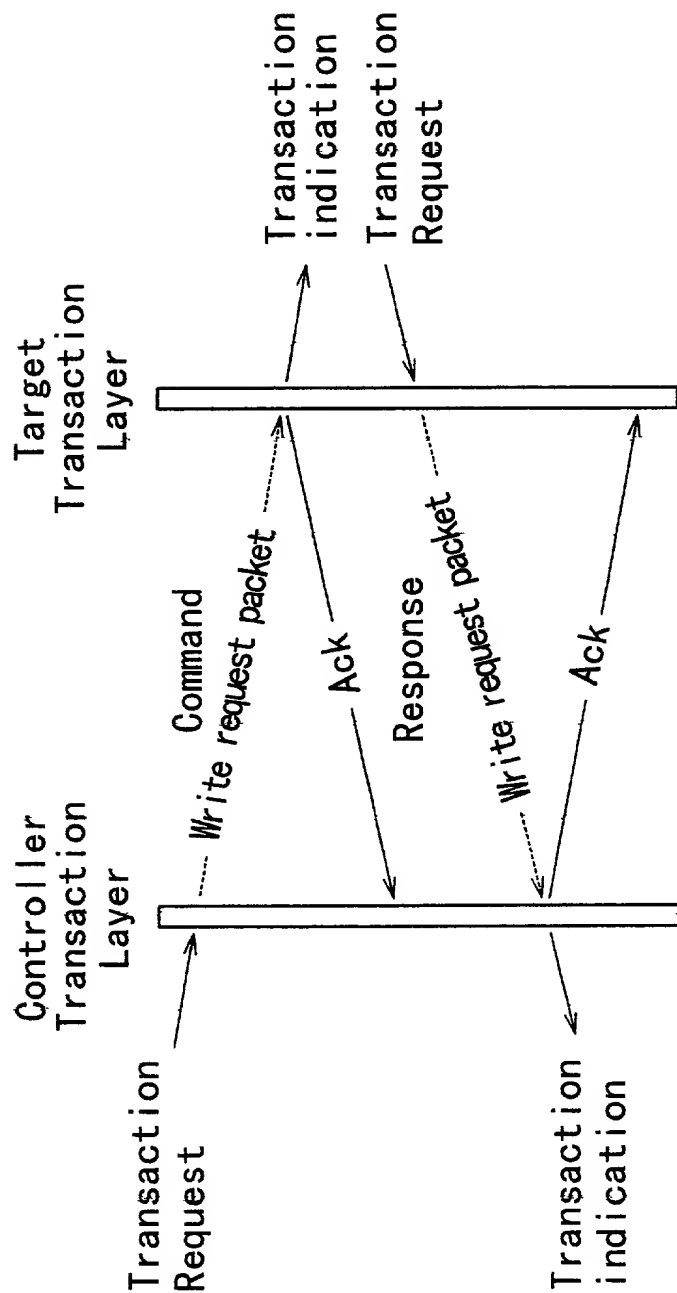 Controller
Transaction
Layer
Target
Transaction
Layer
Transaction
Request
Command
Write request packet
Transaction
indication
Ack
Transaction
Request
Response
Write request packet
Ack
Transaction
indication